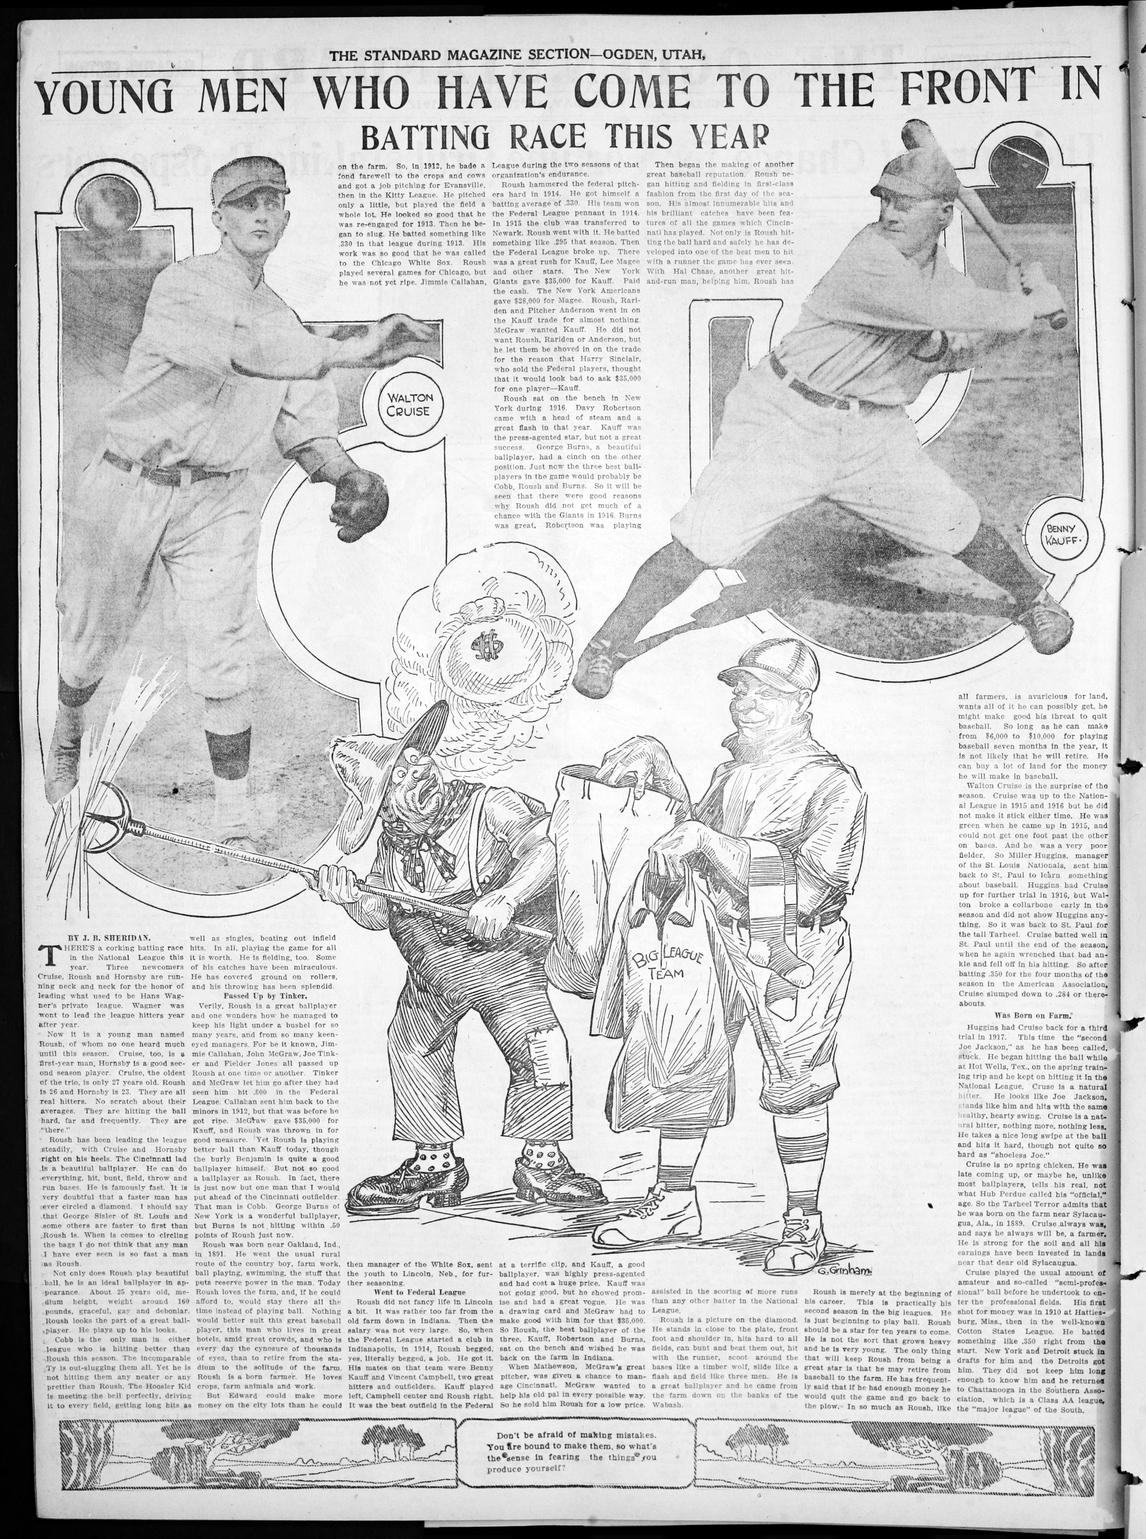 THE STANDARD MAGAZINE SECTION—OGDEN, UTAH,
YOUNG MEN WHO HAVE COME TO THE FRONT IN
BATTING RACE THIS YEAR
WALTON
CRUISE
BENNY
KAUFF.
BIG LEAGUE
TEAM
G. Grinham
BY J. B. SHERIDAN.
THERE'S a corking batting race
in the National League this
year. Three newcomers
Cruise, Roush and Hornsby are run-
ning neck and neck for the honor of
leading what used to be Hans Wag-
ner's private league. Wagner was
wont to lead the league hitters year
after year.
Now it is a young man named
Roush, of whom no one heard much
until this season. Cruise, too, is a
first-year man, Hornsby is a good sec-
ond season player. Cruise, the oldest
of the trio, is only 27 years old. Roush
is 26 and Hornsby is 23. They are all
real hitters. No scratch about their
averages. They are hitting the ball
hard, far and frequently. They are
"there."
Roush has been leading the league
steadily, with Cruise and Hornsby
right on his heels. The Cincinnati lad
is a beautiful ballplayer. He can do
everything, hit, bunt, field, throw and
run bases. He is famously fast. It is
very doubtful that a faster man has
ever circled a diamond. I should say
that George Sisler of St. Louis and
some others are faster to first than
Roush is. When is comes to circling
the bags I do not think that any man
I have ever seen is so fast a man
as Roush.
Not only does Roush play beautiful
ball, he is an ideal ballplayer in ap-
pearance. About 25 years old, me-
dium height, weight around 160
pounds, graceful, gay and debonlar.
Roush looks the part of a great ball-
player. He plays up to his looks.
Cobb is the only man in either
league who is hitting better than
Roush this season. The incomparable
Ty is out-slugging them all. Yet he is
not hitting them any neater or any
prettier than Roush. The Hoosier Kid
is meeting the ball perfectly, driving
it to every field, getting long hits as
well as singles, beating out infield
hits. In all, playing the game for all
it is worth. He is fielding, too. Some
of his catches have been miraculous.
He has covered ground on rollers,
and his throwing has been splendid.
Passed Up by Tinker.
Verily, Roush is a great ballplayer
and one wonders how he managed to
keep his light under a bushel for so
many years, and from so many keen-
eyed managers. For be it known, Jim-
mie Callahan, John McGraw, Joe Tink-
er and Fielder Jones all passed up
Roush at one time or another. Tinker
and McGraw let him go after they had
seen him hit .300 in the Federal
League. Callahan sent him back to the
minors in 1912, but that was before he
got ripe. McGraw gave $35,000 for
Kauff, and Roush was thrown in for
good measure. Yet Roush is playing
better ball than Kauff today, though
the burly Benjamin is quite a good
ballplayer himself. But not so good
a ballplayer as Roush. In fact, there
is just now but one man that I would
put ahead of the Cincinnati outfielder.
That man is Cobb. George Burns of
New York is a wonderful ballplayer,
but Burns is not hitting within .50
points of Roush just now.
Roush was born near Oakland, Ind.,
in 1891. He went the usual rural
route of the country boy, farm work,
ball playing, swimming, the stuff that
puts reserve power in the man. Today
Roush loves the farm, and, if he could
afford to, would stay there all the
time instead of playing ball. Nothing
would better suit this great baseball
player, this man who lives in great
hotels, amid great crowds, and who is
every day the cynosure of thousands
of eyes, than to retire from the sta-
dium to the solitude of the farm.
Roush is a born farmer. He loves
crops, farm animals and work.
But Eddie could make more
money on the city lots than he could
on the farm. So, in 1912, he bade a
fond farewell to the crops and cows
and got a job pitching for Evansville,
then in the Kitty League. He pitched
only a little, but played the field a
whole lot. He looked so good that he
was re-engaged for 1913. Then he be-
gan to slug. He batted something like
.330 in that league during 1913. His
work was so good that he was called
to the Chicago White Sox. Roush
played several games for Chicago, but
he was not yet ripe. Jimmie Callahan,
then manager of the White Sox, sent
the youth to Lincoln, Neb., for fur-
ther seasoning.
Went to Federal League
Roush did not fancy life in Lincoln
a bit. It was rather too far from the
old farm down in Indiana. Then the
salary was not very large. So, when
the Federal League started a club in
Indianapolis, in 1914, Roush begged,
yes, literally begged, a job. He got it.
His mates on that team were Benny
Kauff and Vincent Campbell, two great
hitters and outfielders. Kauff played
left, Campbell center and Roush right.
It was the best outfield in the Federal
League during the two seasons of that
organization's endurance.
Roush hammered the federal pitch-
ers hard in 1914. He got himself a
batting average of .330. His team won
the Federal League pennant in 1914.
In 1915 the club was transferred to
Newark. Roush went with it. He batted
something like .295 that season. Then
the Federal League broke up. There
was a great rush for Kauff, Lee Magee
and other stars. The New York
Giants gave $35,000 for Kauff. Paid
the cash. The New York Americans
gave $28,000 for Magee. Roush, Rari-
den and Pitcher Anderson went in on
the Kauff trade for almost nothing.
McGraw wanted Kauff. He did not
want Roush, Rariden or Anderson, but
he let them be shoved in on the trade
for the reason that Harry Sinclair,
who sold the Federal players, thought
that it would look bad to ask $35,000
for one player—Kauff.
Roush sat on the bench in New
York during 1916. Davy Robertson
came with a head of steam and a
great flash in that year. Kauff was
the press-agented star, but not a great
success. George Burns, a beautiful
ballplayer, had a cinch on the other
position. Just now the three best ball-
players in the game would probably be
Cobb, Roush and Burns. So it will be
seen that there were good reasons
why Roush did not get much of a
chance with the Giants in 1916. Burns
was great. Robertson was playing
at a terrific clip, and Kauff, a good
ballplayer, was highly press-agented
and had cost a huge price. Kauff was
not going good, but he showed prom-
ise and had a great vogue. He was
a drawing card and McGraw had to
make good with him for that $35,000.
So Roush, the best ballplayer of the
three, Kauff, Robertson and Burns,
sat on the bench and wished he was
back on the farm in Indiana.
When Mathewson, McGraw's great
pitcher, was given a chance to man-
age Cincinnati. McGraw wanted to
help his old pal in every possible way.
So he sold him Roush for a low price.
Then began the making of another
great baseball reputation. Roush ne-
gan hitting and fielding in first-class
fashion from the first day of the sea-
son. His almost innumerable hits and
his brilliant catches have been fea-
tures of all the games which Cincin-
nati has played. Not only is Roush hit-
ting the ball hard and safely he has de-
veloped into one of the best men to hit
with a runner the game has ever seen.
With Hal Chase, another great hit-
and-run man, helping him, Roush has
assisted in the scoring of more runs
than any other batter in the National
League.
Roush is a picture on the diamond.
He stands in close to the plate, front
foot and shoulder in, hits hard to all
fields, can bunt and beat them out, hit
with the runner, scoot around the
bases like a timber wolf, slide like a
flash and field like three men. He is
a great ballplayer and he came from
the farm down on the banks of the
Wabash.
Roush is merely at the beginning of
his career. This is practically his
second season in the big leagues. He
is just beginning to play ball. Roush
should be a star for ten years to come.
He is not the sort that grows heavy
and he is very young. The only thing
that will keep Roush from being a
great star is that he may retire from
baseball to the farm. He has frequent-
ly said that if he had enough money he
would quit the game and go back to
the plow. In so much as Roush, like
all farmers, is avaricious for land,
wants all of it he can possibly get, he
might make good his threat to quit
baseball. So long as he can make
from $6,000 to $10,000 for playing
baseball seven months in the year, it
is not likely that he will retire. He
can buy a lot of land for the money
he will make in baseball.
Walton Cruise is the surprise of the
season. Cruise was up to the Nation-
al League in 1915 and 1916 but he did
not make it stick either time. He was
green when he came up in 1915, and
could not get one foot past the other
on bases. And he was a very poor
fielder, So Miller Huggins, manager
of the St. Louis Nationals, sent him
back to St. Paul to learn something
about baseball. Huggins had Cruise
up for further trial in 1916, but Wal-
ton broke a collarbone early in the
season and did not show Huggins any-
thing. So it was back to St. Paul for
the tall Tarheel. Cruise batted well in
St. Paul until the end of the season,
when he again wrenched that bad an-
kle and fell off in his hitting. So after
batting .350 for the four months of the
season in the American Association,
Cruise slumped down to .284 or there-
abouts.
Was Born on Farm.
Huggins had Cruise back for a third
trial in 1917. This time the "second
Joe Jackson," as he has been called,
stuck. He began hitting the ball while
at Hot Wells, Tex., on the spring train-
ing trip and he kept on hitting it in the
National League. Cruse is a natural
hitter. He looks like Joe Jackson,
stands like him and hits with the same
healthy, hearty swing. Cruise is a nat-
ural hitter, nothing more, nothing less.
He takes a nice long swipe at the ball
and hits it hard, though not quite so
hard as "shoeless Joe."
Cruise is no spring chicken. He was
late coming up, or maybe he, unlike
most ballplayers, tells his real, not
what Hub Perdue called his "official,"
age. So the Tarheel Terror admits that
he was born on the farm near Sylacau-
gua, Ala., in 1889. Cruise always was,
and says he always will be, a farmer.
He is strong for the soil and all his
earnings have been invested in lands
near that dear old Sylacaugua.
Cruise played the usual amount of
amateur and so-called "semi-profes-
sional" ball before he undertook to en-
ter the professional fields. His first
shot for money was in 1910 at Hatties-
burg, Miss., then in the well-known
Cotton States League. He batted
something like .350 right from the
start. New York and Detroit stuck in
drafts for him and the Detroits got
him. They did not keep him long
enough to know him and he returned
to Chattanooga in the Southern Asso-
ciation, which is a Class AA league,
the "major league" of the South.
Don't be afraid of making mistakes.
You are bound to make them, so what's
the sense in fearing the things you
produce yourself?